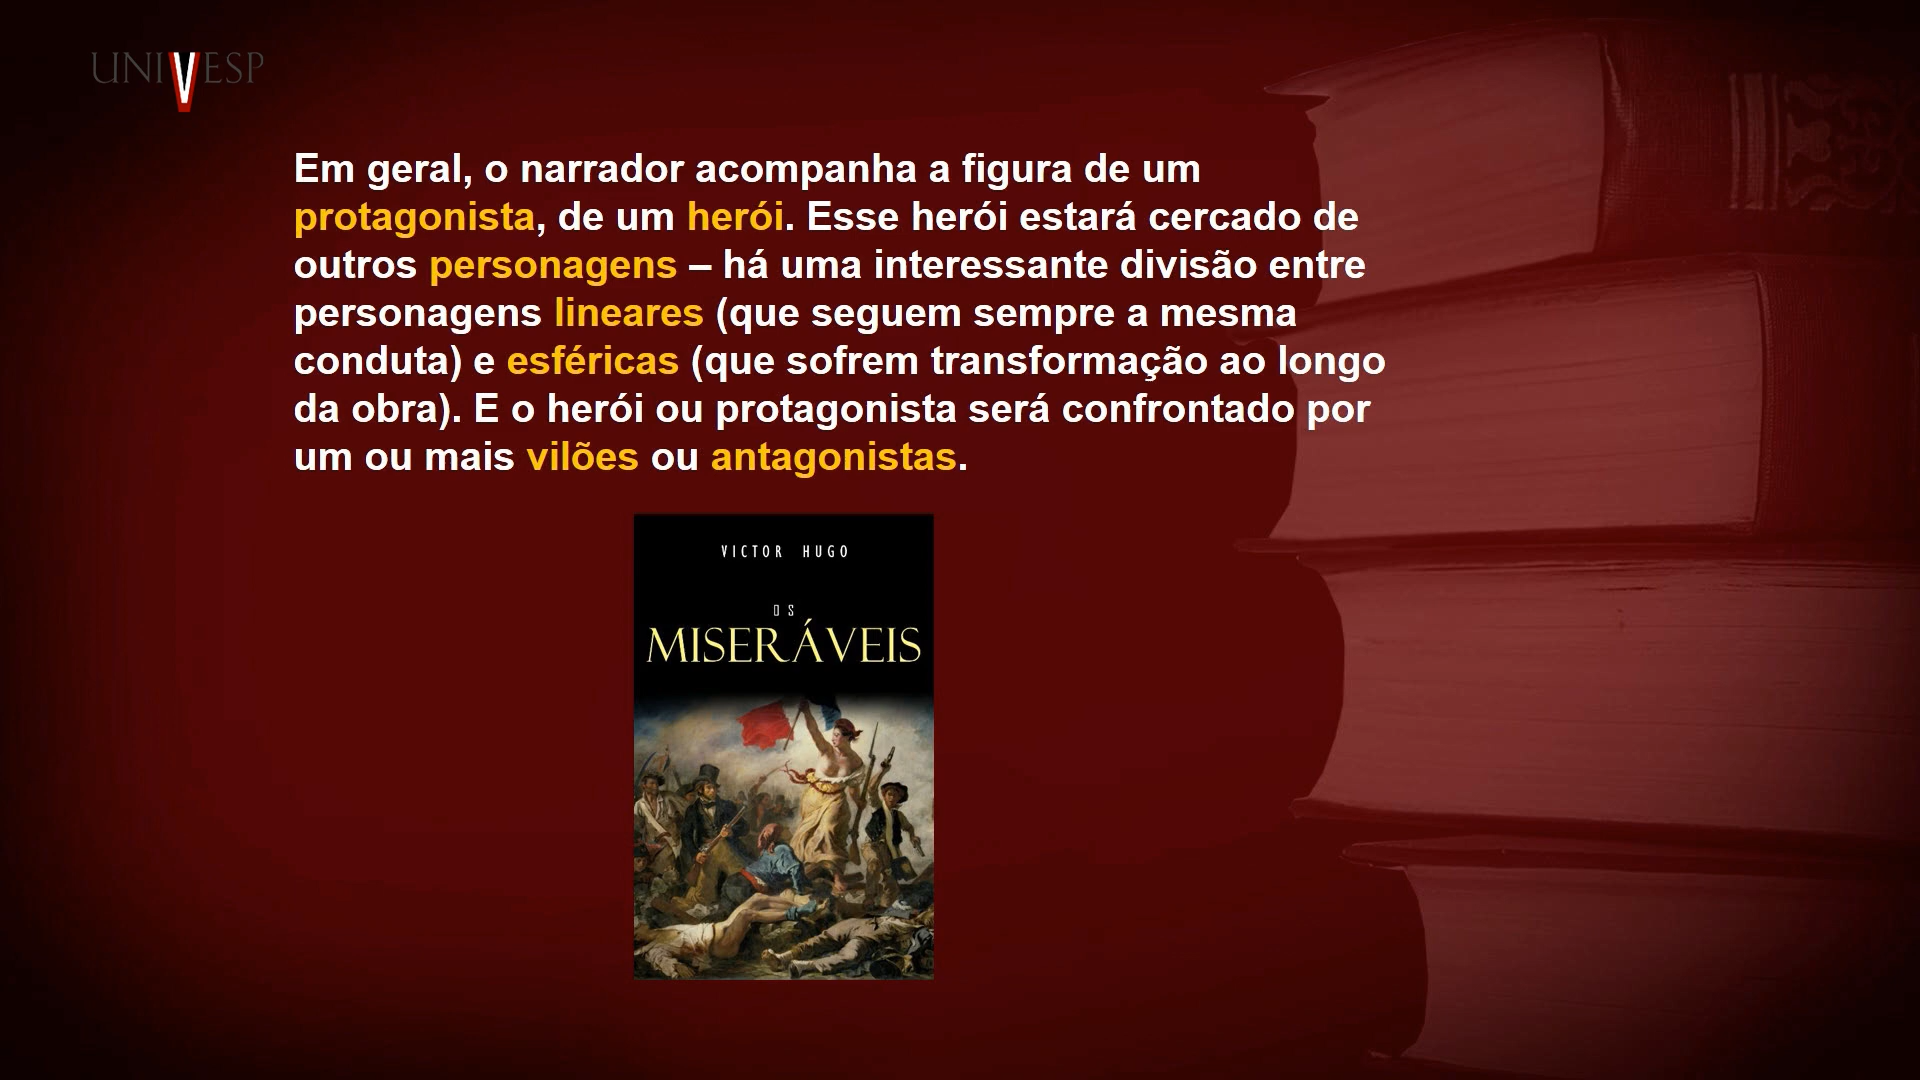 UNIVESP
Em geral, o narrador acompanha a figura de um
protagonista, de um herói. Esse herói estará cercado de
outros personagens – há uma interessante divisão entre
personagens lineares (que seguem sempre a mesma
conduta) e esféricas (que sofrem transformação ao longo
da obra). E o herói ou protagonista será confrontado por
um ou mais vilões ou antagonistas.
VICTOR HUGO
OS
MISERÁVEIS